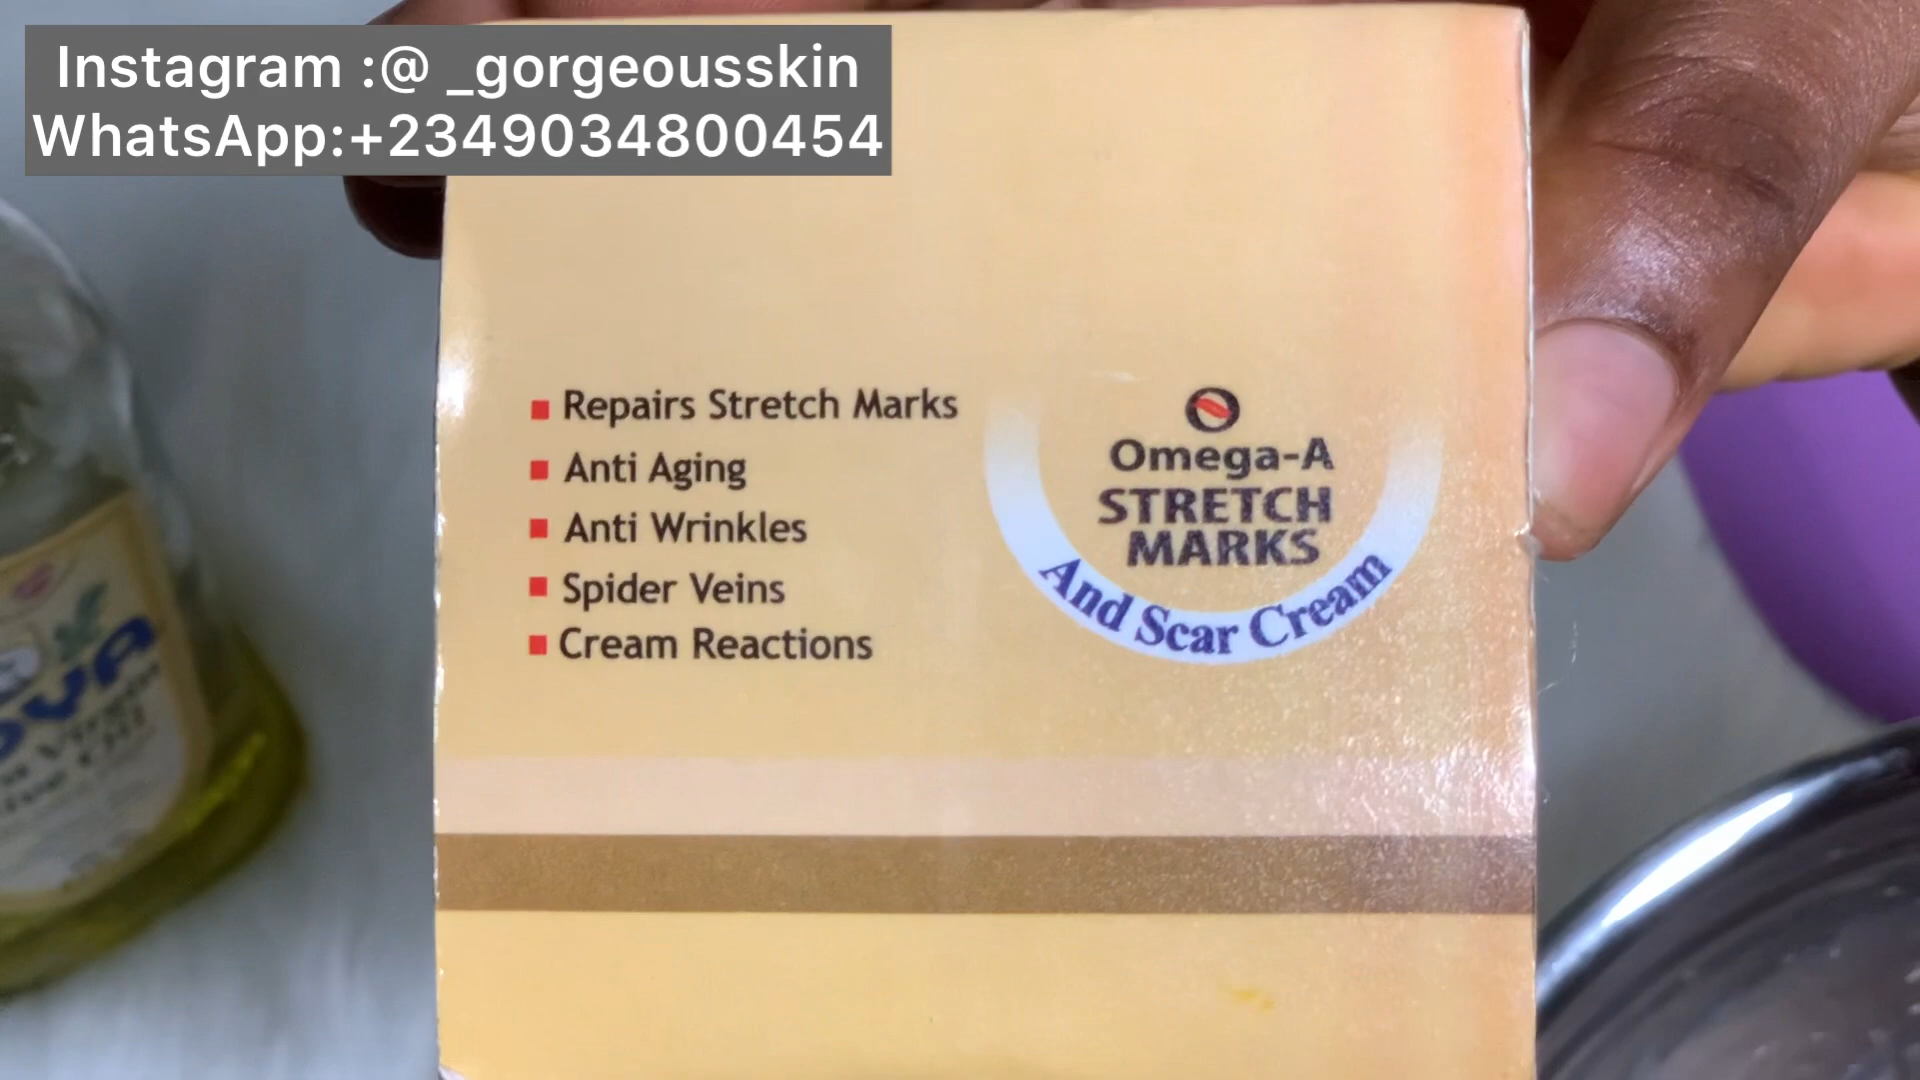 Instagram :@ _gorgeousskin
WhatsApp:+2349034800454
Repairs Stretch Marks
Anti Aging
Anti Wrinkles
Spider Veins
Cream Reactions
Omega-A
STRETCH
MARKS
And Scar Cream